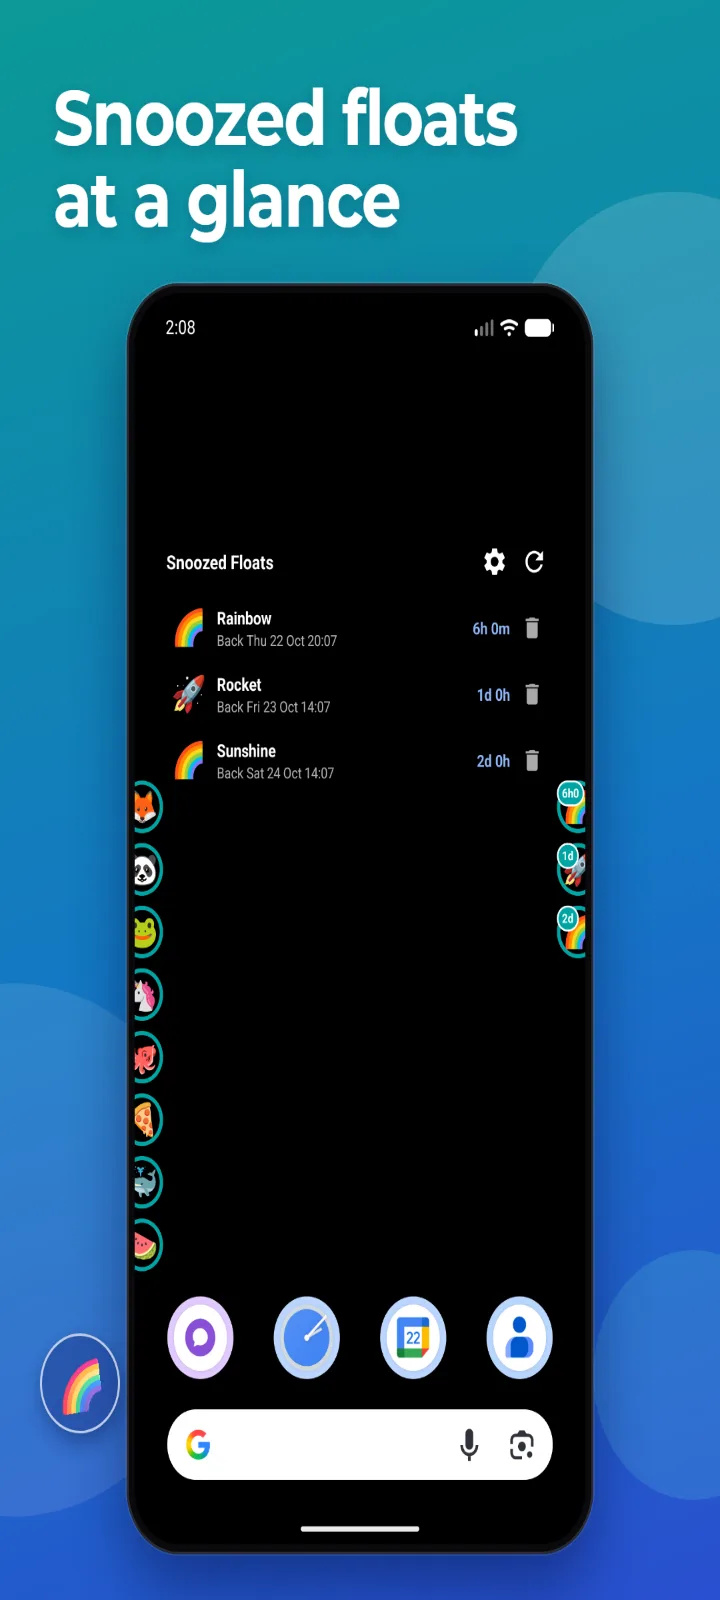 Snoozed floats
at a glance
2:08
Snoozed Floats
Rainbow
6h 0m
Back Thu 22 Oct 20:07
Rocket
1d 0h
Back Fri 23 Oct 14:07
Sunshine
2d 0h
Back Sat 24 Oct 14:07
6h0
1d
2d
22
G